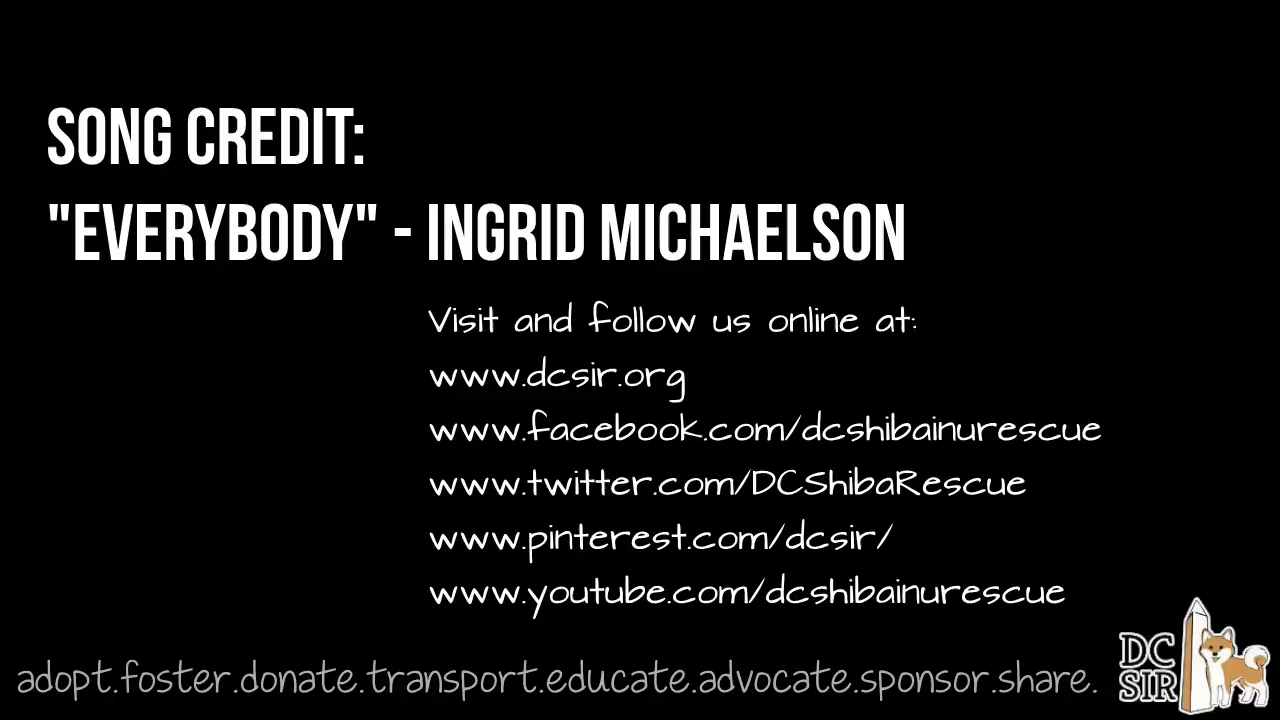 SONG CREDIT:
"EVERYBODY" - INGRID MICHAELSON
Visit and follow us online at:
www.dcsir.org
www.facebook.com/dcshibainurescue
www.twitter.com/DCShibaRescue
www.pinterest.com/dcsir/
www.youtube.com/dcshibainurescue
adopt.foster.donate.transport.educate.advocate.sponsor.share.
DC
SIR